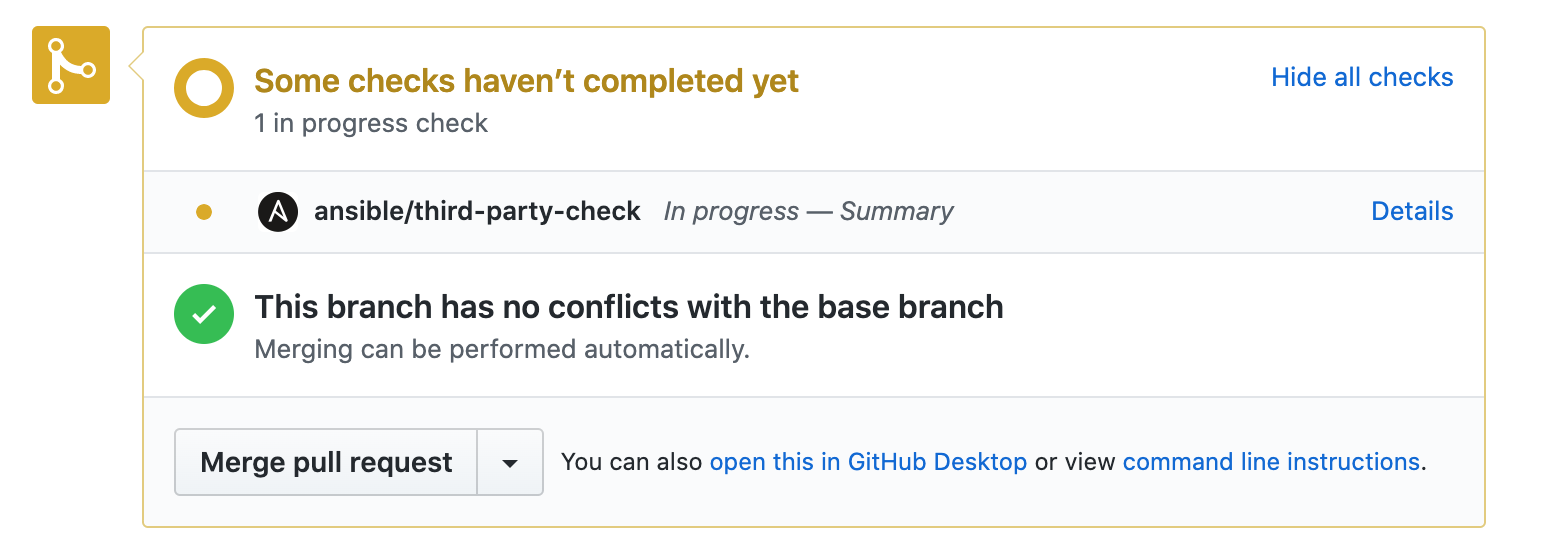 Some checks haven’t completed yet
Hide all checks
1 in progress check
ansible/third-party-check In progress — Summary
Details
This branch has no conflicts with the base branch
Merging can be performed automatically.
Merge pull request
You can also open this in GitHub Desktop or view command line instructions.